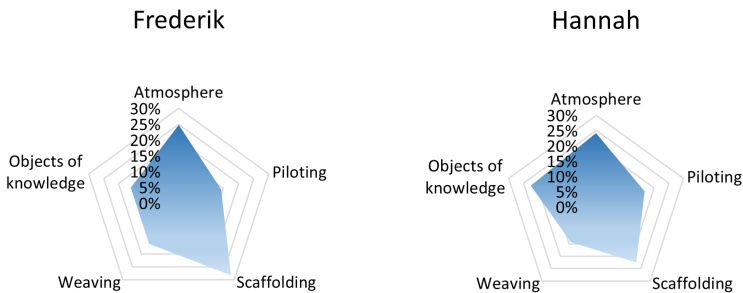 Frederik
Atmosphere
30%
25%
20%
15%
10%
5%
0%
Objects of
knowledge
Piloting
Weaving
Scaffolding
Hannah
Atmosphere
30%
25%
20%
15%
10%
5%
0%
Objects of
knowledge
Piloting
Weaving
Scaffolding